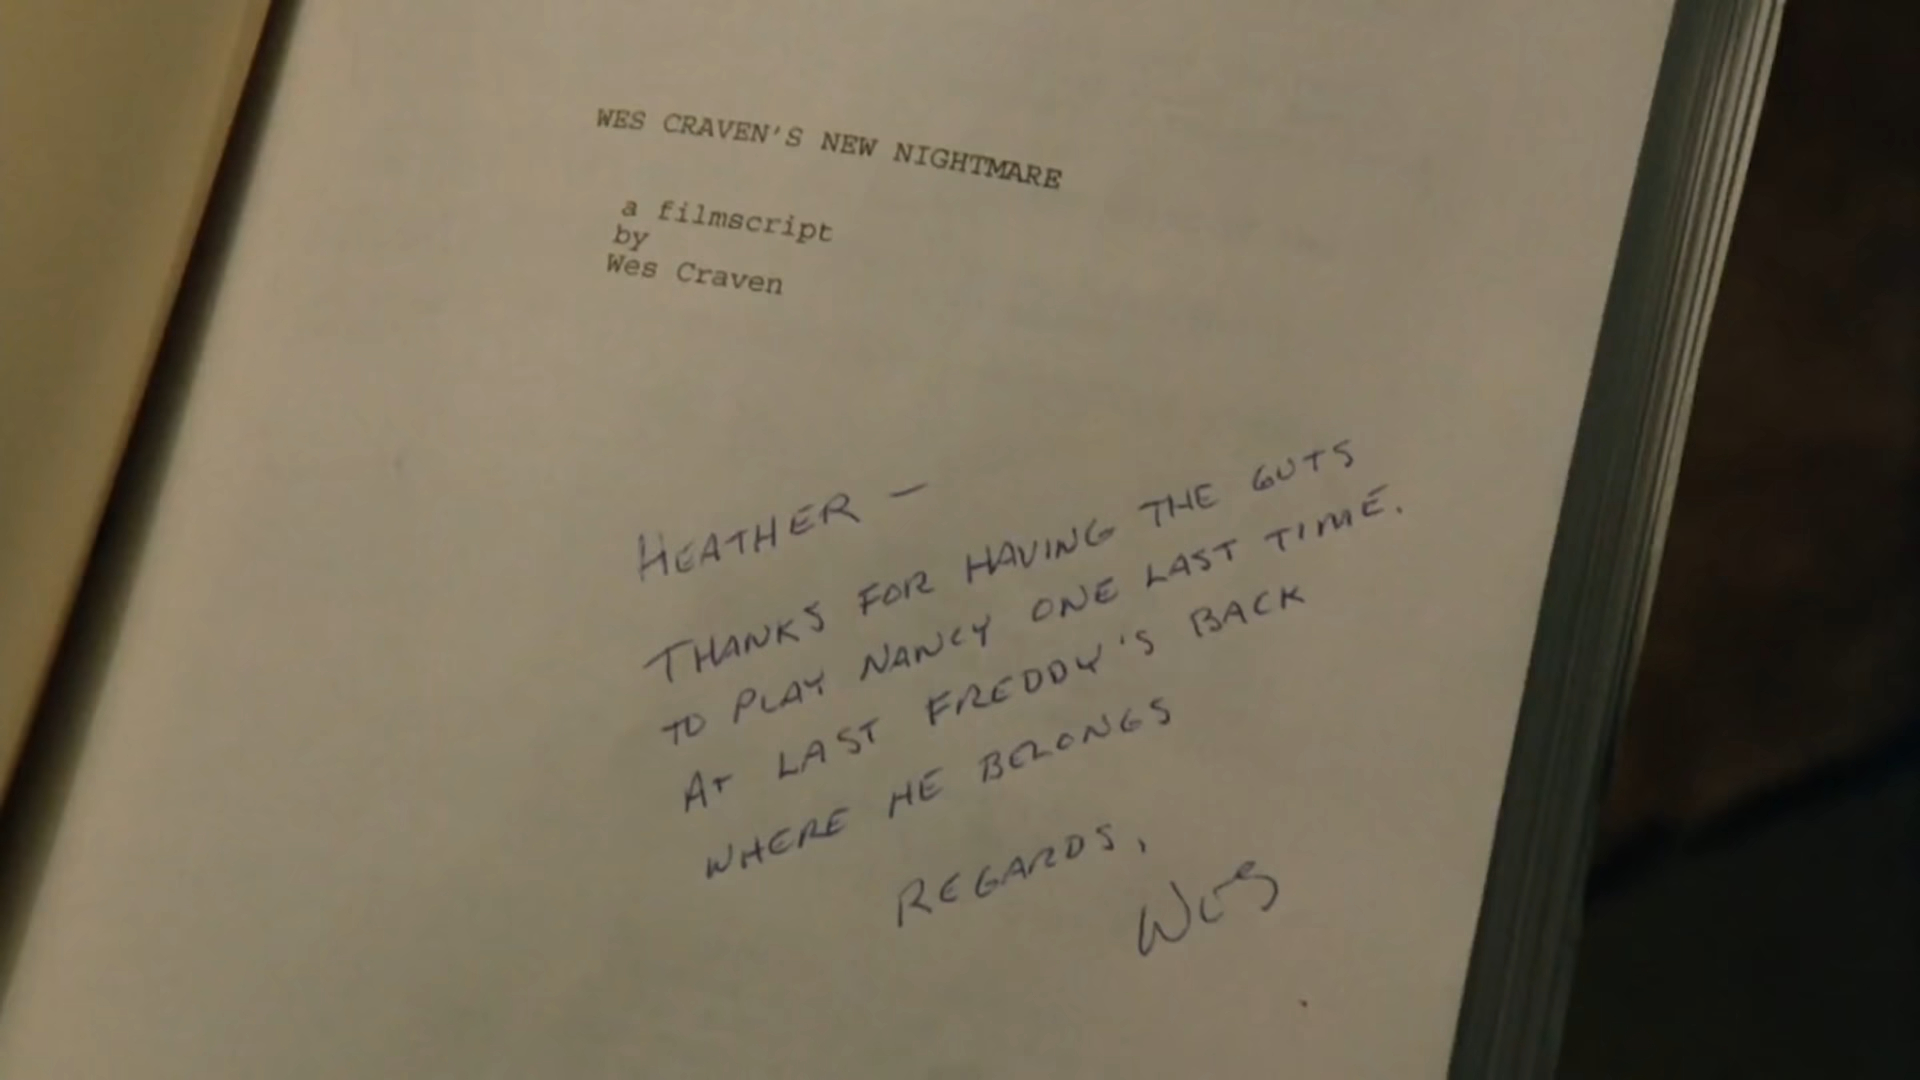 WES CRAVEN'S NEW NIGHTMARE
a filmscript
by
Wes Craven
HEATHER —
THANKS FOR HAVING THE GUTS
TO PLAY NANCY ONE LAST TIME.
AT LAST FREDDY'S BACK
WHERE HE BELONGS
REGARDS,
Wes